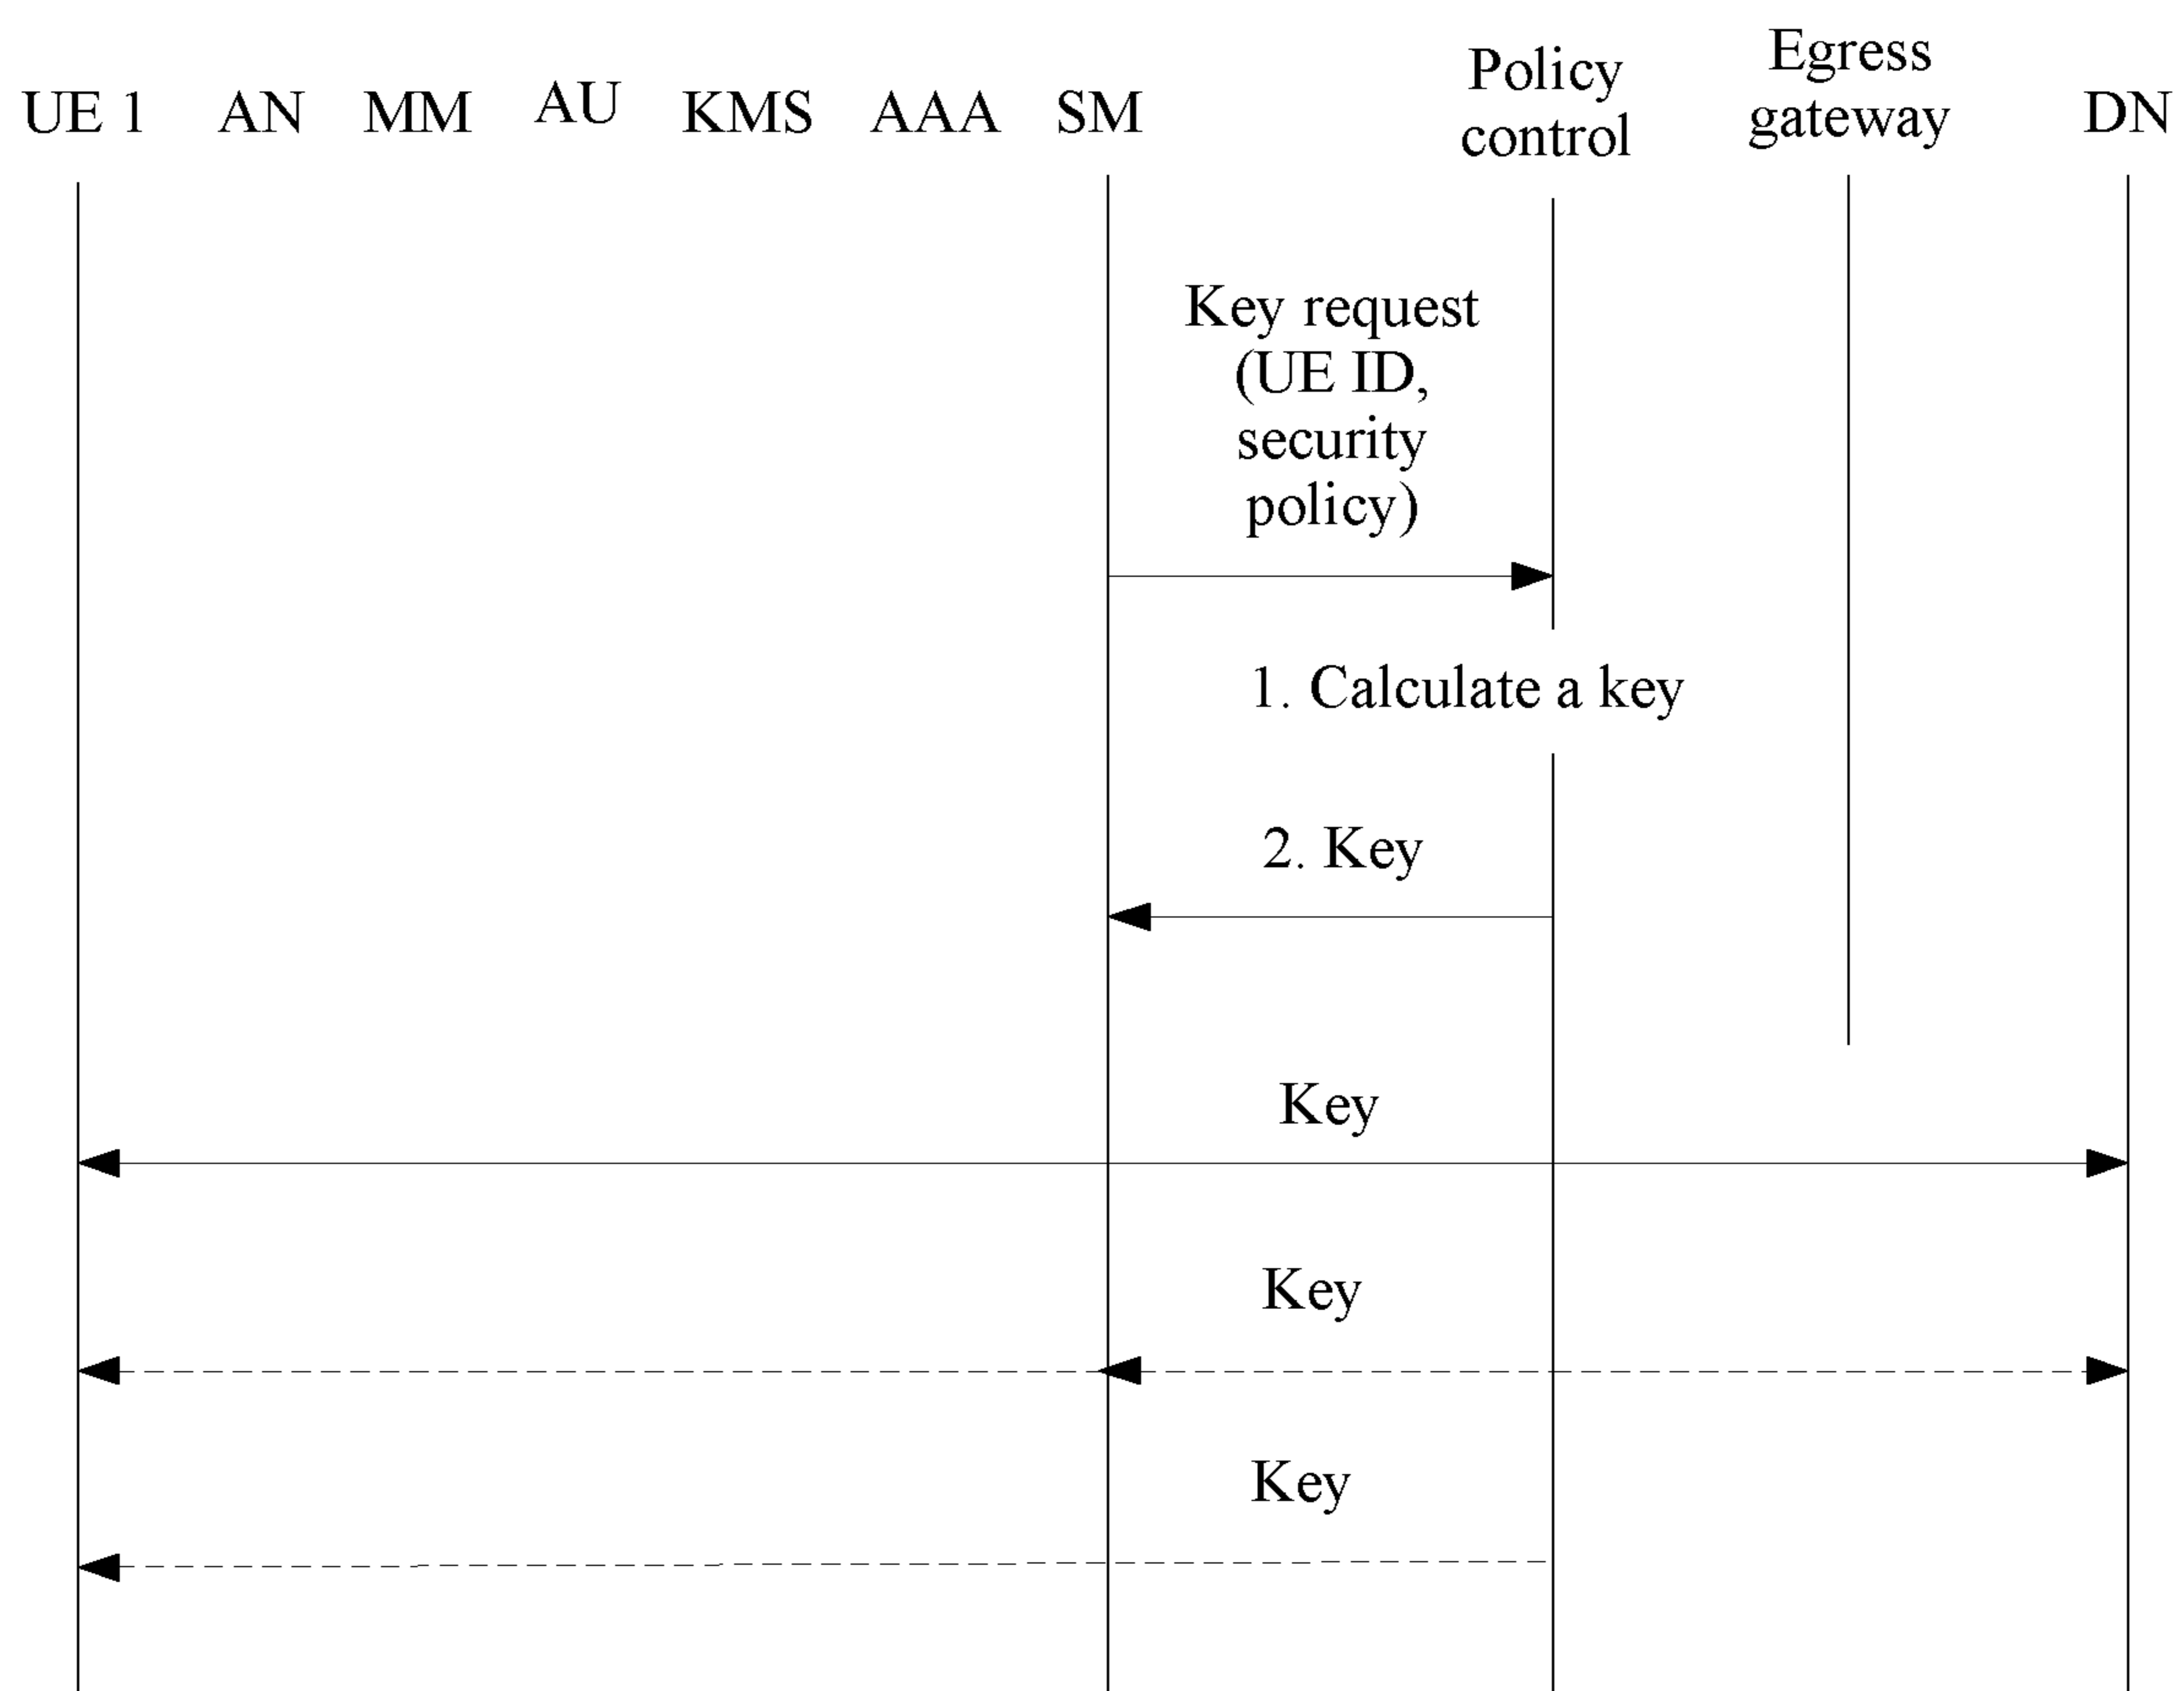 UE 1 AN MM AU KMS AAA SM Policy control Egress gateway DN
Key request
(UE ID,
security
policy)
1. Calculate a key
2. Key
Key
Key
Key